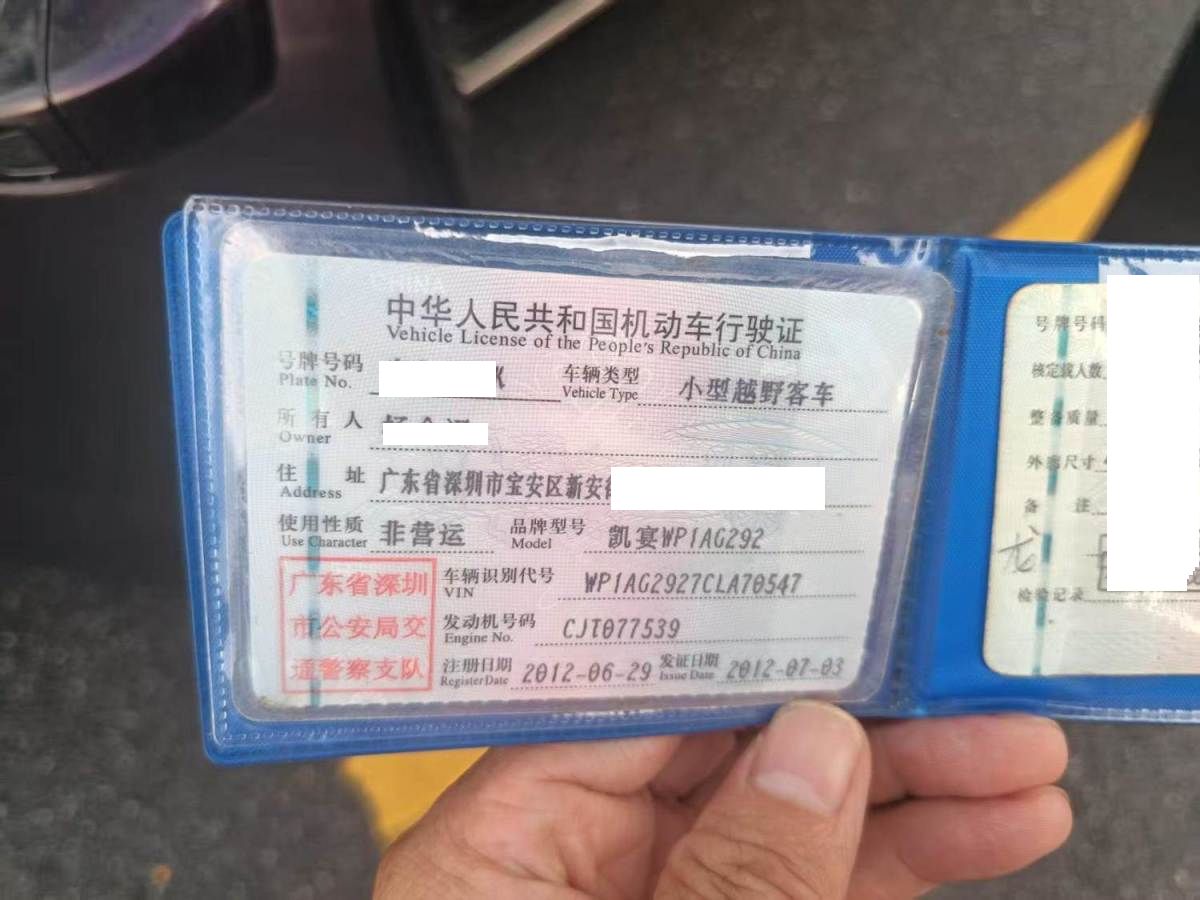 中华人民共和国机动车行驶证
Vehicle License of the People's Republic of China
号牌号码 车辆类型 小型越野客车
Plate No. Vehicle Type
所有人
Owner
住址 广东省深圳市宝安区新安
Address
使用性质 非营运 品牌型号 凯宴WP1AG292
Use Character Model
广东省深圳
市公安局交
通警察支队
车辆识别代号 WP1AG2927CLA70547
VIN
发动机号码 CJT077539
Engine No.
注册日期 2012-06-29 发证日期 2012-07-03
Register Date Issue Date
号牌号码
核定载人数
整备质量
外廓尺寸
备注
检验记录